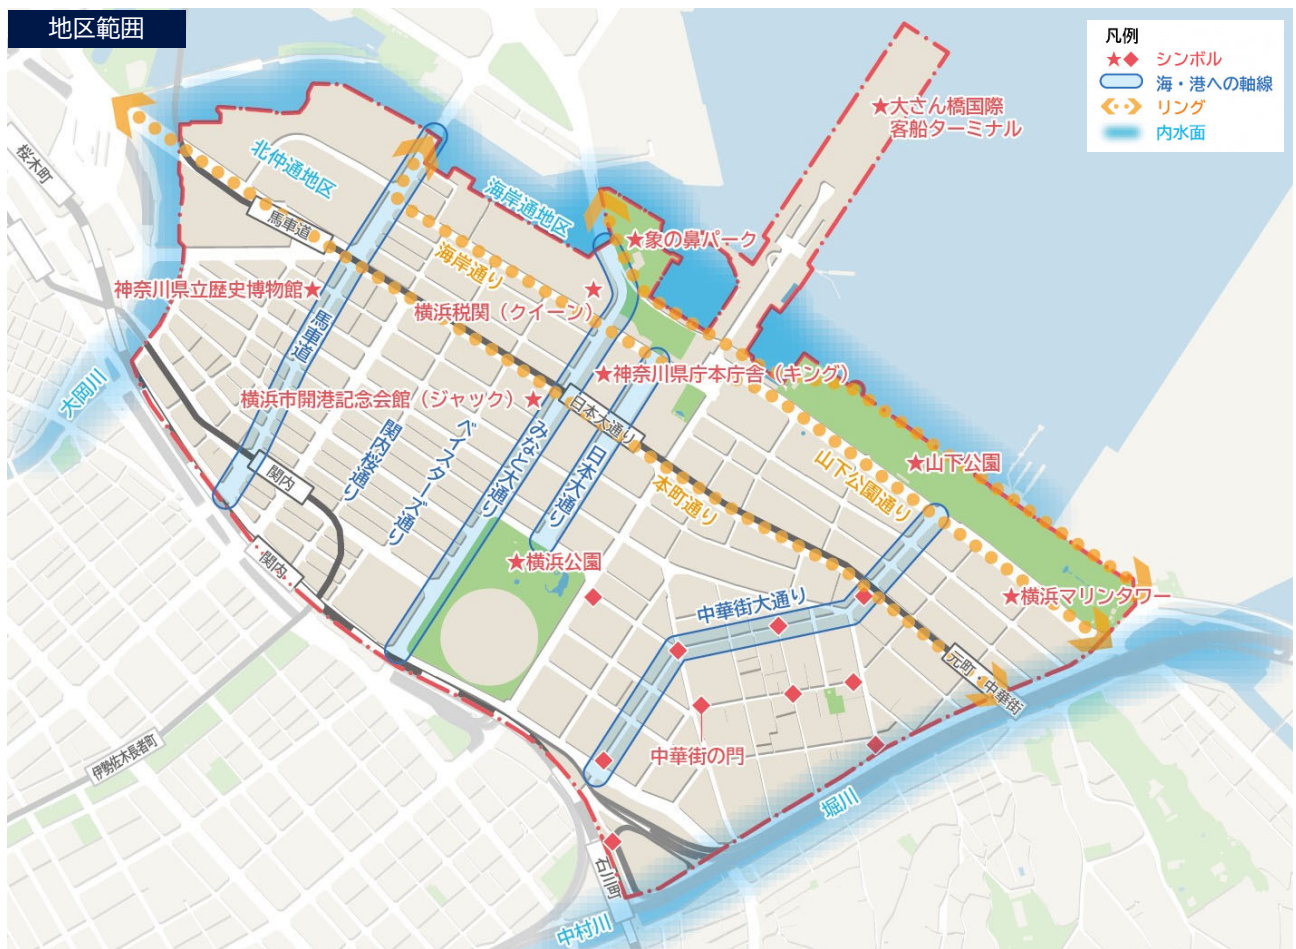 地区範囲
凡例
シンボル
海・港への軸線
リング
内水面
★大さん橋国際
客船ターミナル
桜木町
北仲通地区
馬車道
海岸通地区
★象の鼻パーク
海岸通り
神奈川県立歴史博物館★
馬車道
横浜税関（クイーン）
★神奈川県庁本庁舎（キング）
大岡川
横浜市開港記念会館（ジャック）★
日本大通り
関内桜通り
ベイスターズ通り
みなと大通り
日本大通り
本町通り
山下公園通り
★山下公園
関内
関内
★横浜公園
中華街大通り
★横浜マリンタワー
元町・中華街
中華街の門
伊勢佐木長者町
堀川
石川町
中村川